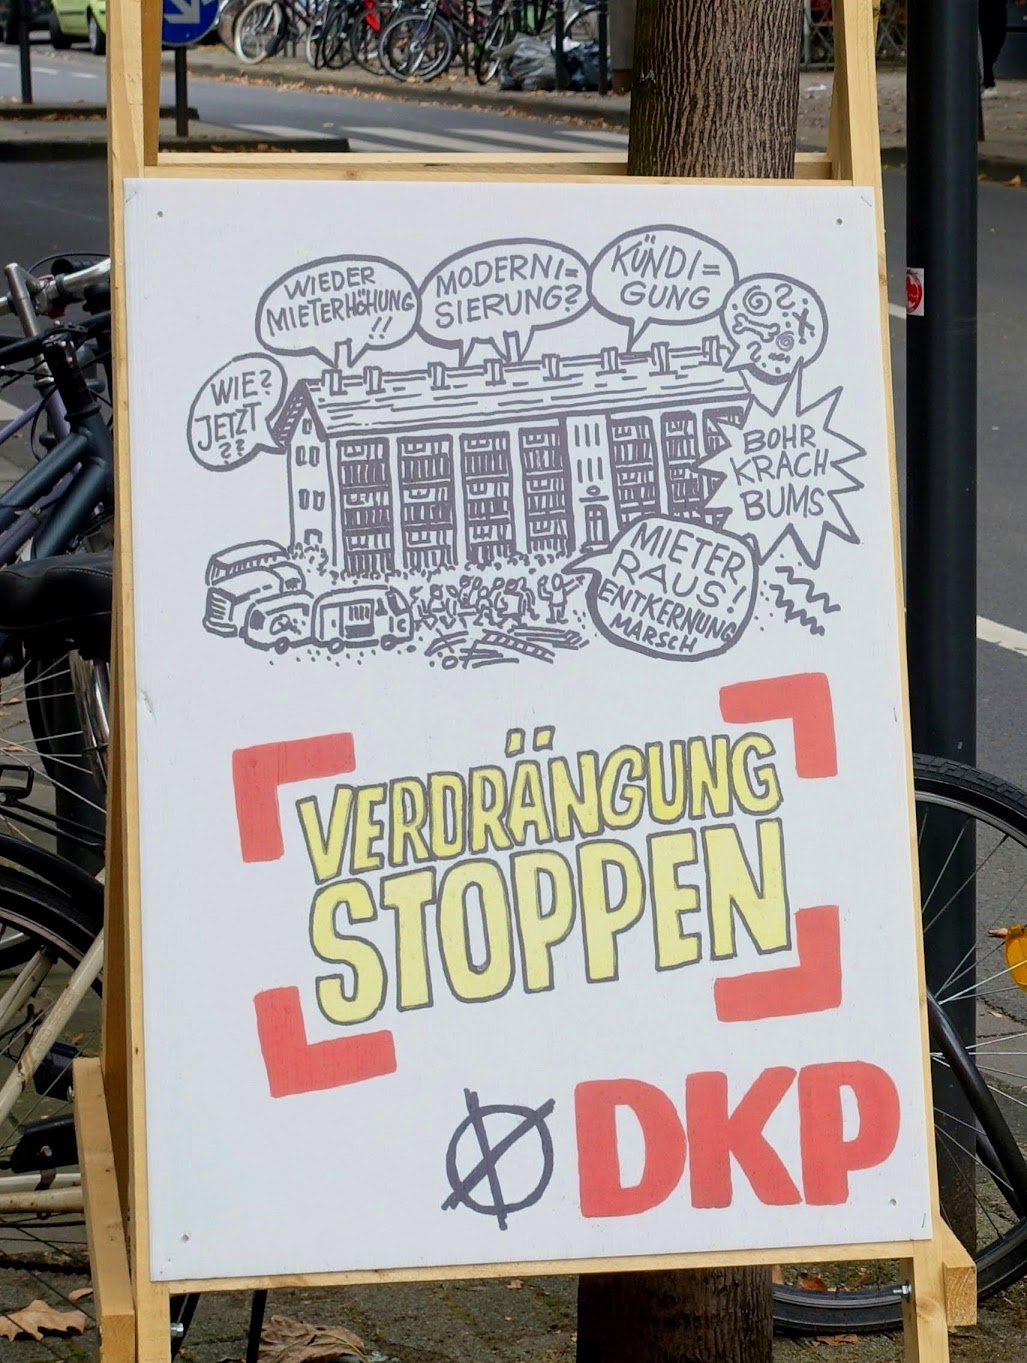 WIEDER
MIETERHÖHUNG
!!
MODERNI=
SIERUNG?
KÜNDI=
GUNG
WIE?
JETZT
??
BOHR
KRACH
BUMS
MIETER
RAUS!
ENTKERNUNG
MARSCH
VERDRÄNGUNG
STOPPEN
DKP